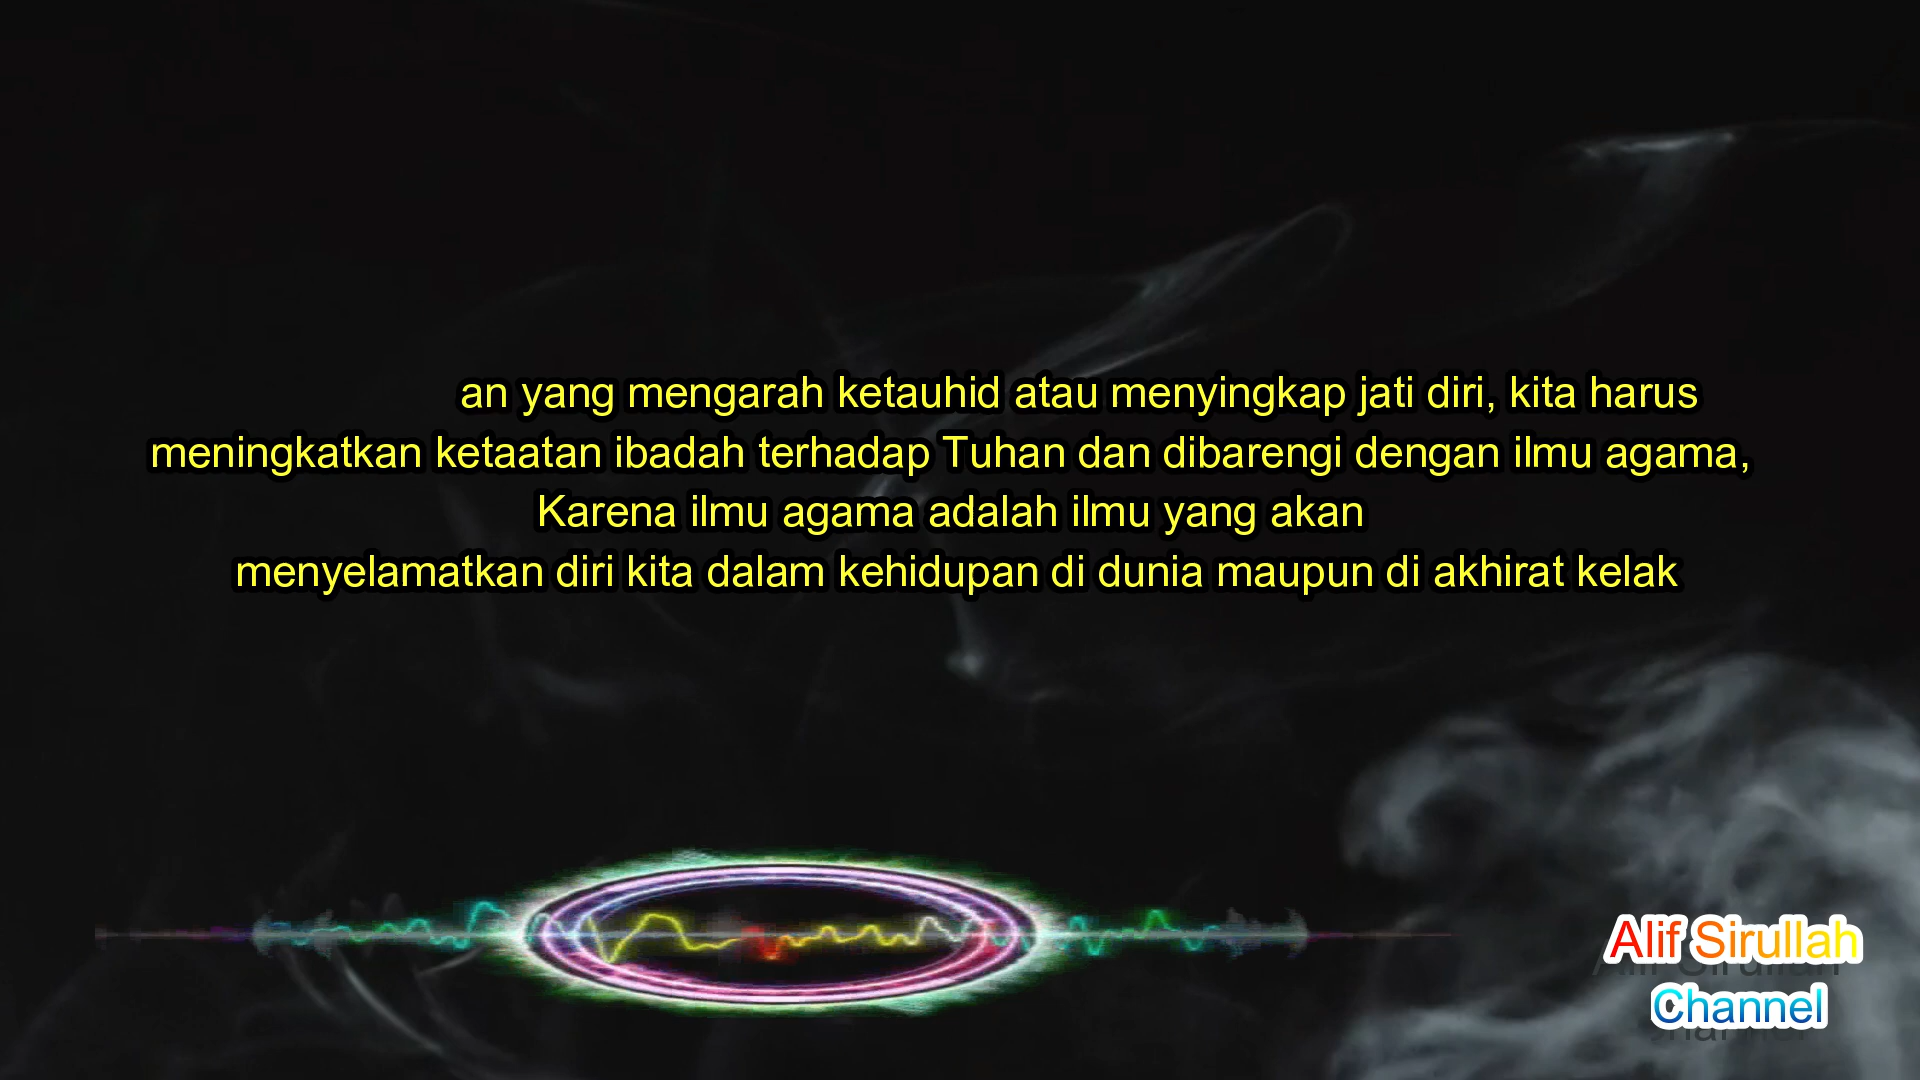 an yang mengarah ketauhid atau menyingkap jati diri, kita harus
meningkatkan ketaatan ibadah terhadap Tuhan dan dibarengi dengan ilmu agama,
Karena ilmu agama adalah ilmu yang akan
menyelamatkan diri kita dalam kehidupan di dunia maupun di akhirat kelak
Alif Sirullah
Channel